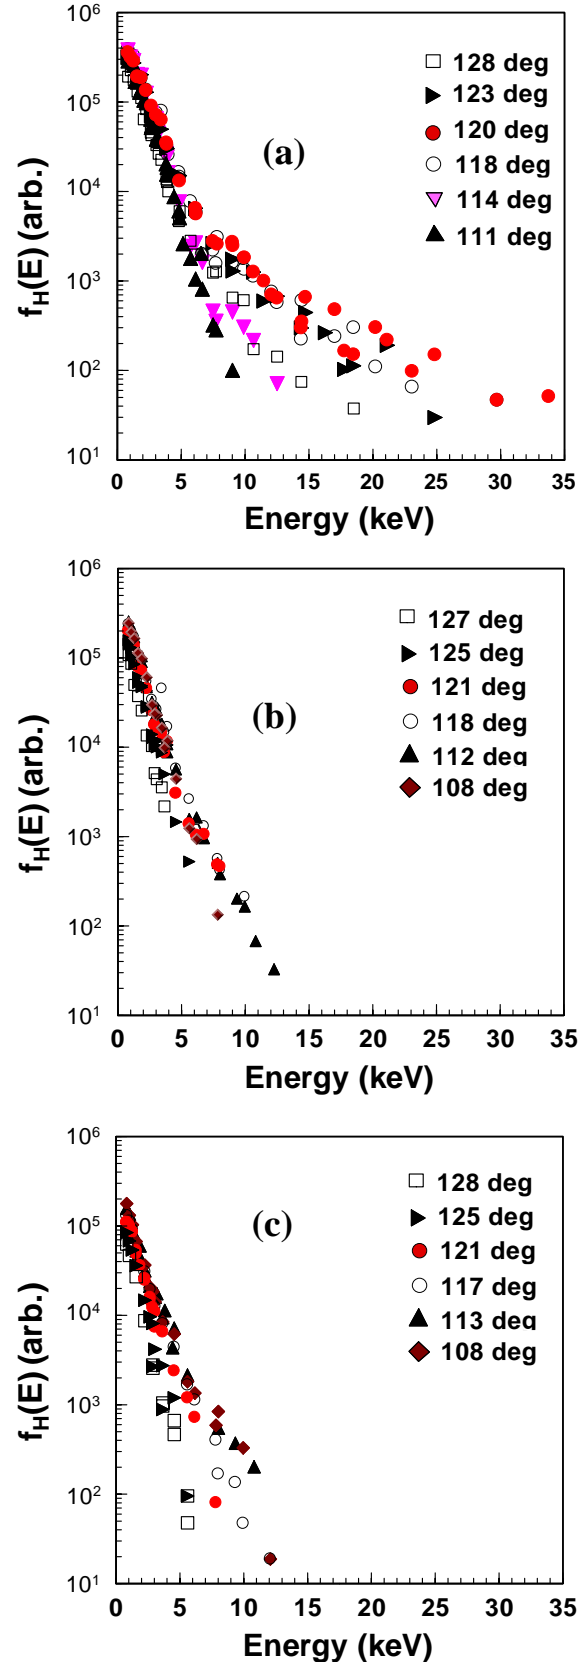 10⁶
128 deg
123 deg
120 deg
118 deg
114 deg
111 deg
(a)
10⁵
10⁴
10³
10²
10¹
f_H(E) (arb.)
0 5 10 15 20 25 30 35
Energy (keV)
10⁶
127 deg
125 deg
121 deg
118 deg
112 deg
108 deg
(b)
10⁵
10⁴
10³
10²
10¹
f_H(E) (arb.)
0 5 10 15 20 25 30 35
Energy (keV)
10⁶
128 deg
125 deg
121 deg
117 deg
113 deg
108 deg
(c)
10⁵
10⁴
10³
10²
10¹
f_H(E) (arb.)
0 5 10 15 20 25 30 35
Energy (keV)